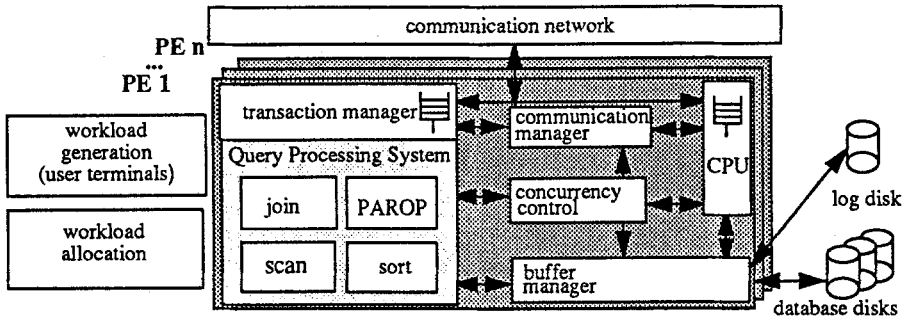 communication network
PE n
...
PE 1
transaction manager
communication
manager
CPU
workload
generation
(user terminals)
Query Processing System
join
PAROP
concurrency
control
log disk
workload
allocation
scan
sort
buffer
manager
database disks